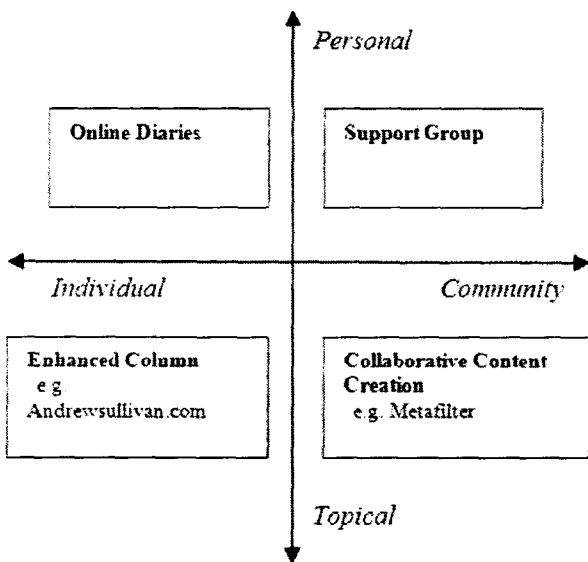 Personal
Online Diaries
Support Group
Individual
Community
Enhanced Column
e g
Andrewsullivan.com
Collaborative Content
Creation
e.g. Metafilter
Topical